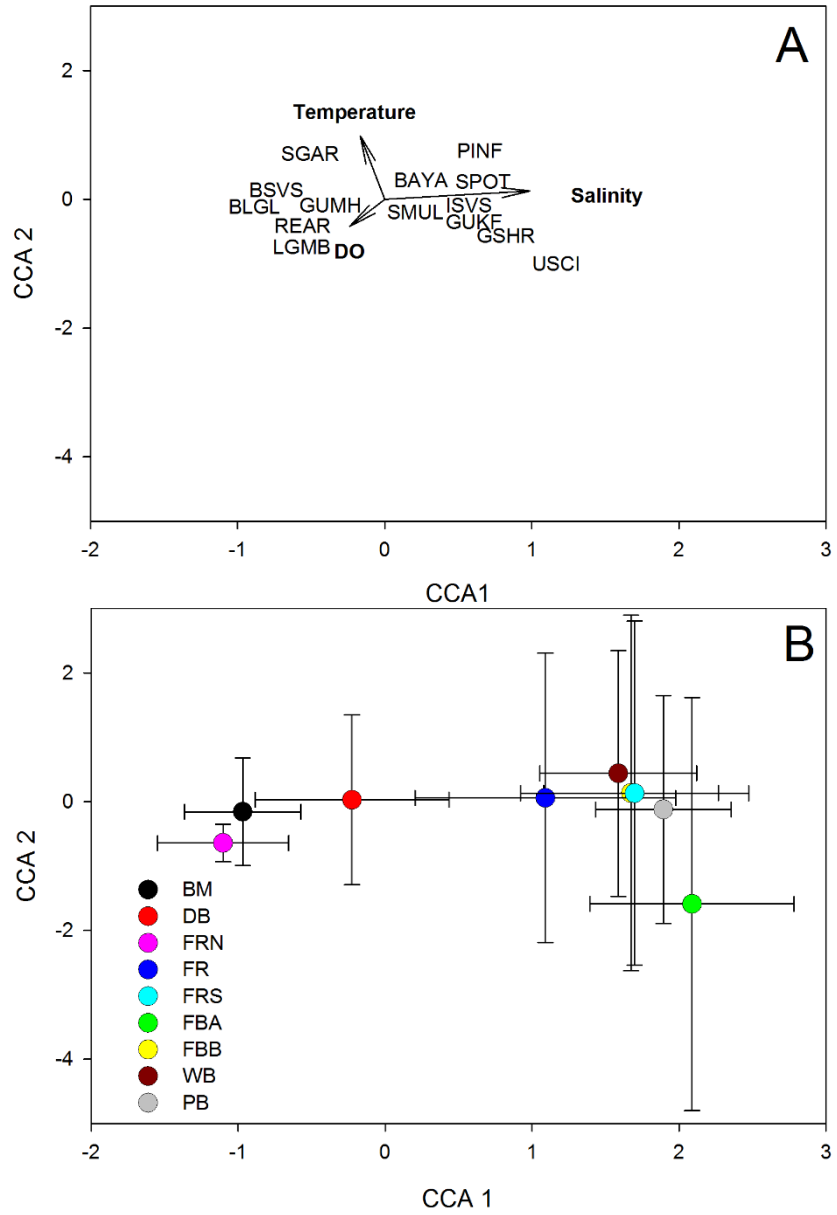 A
2
Temperature
SGAR
PINF
BAYA
SPOT
BSVS
Salinity
0
BLGL
GUMH
SMUL
ISVS
REAR
GUKF
LGMB
DO
GSHR
USCI
CCA 2
-2
-4
-2 -1 0 1 2 3
CCA1
B
2
0
CCA 2
BM
DB
-2
FRN
FR
FRS
FBA
-4
FBB
WB
PB
-2 -1 0 1 2 3
CCA 1